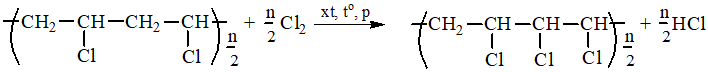 (CH₂−CH−CH₂−CH)n/2 + n/2 Cl₂ xt, tº, p → (CH₂−CH−CH−CH)n/2 + n/2 HCl
Cl Cl Cl Cl Cl